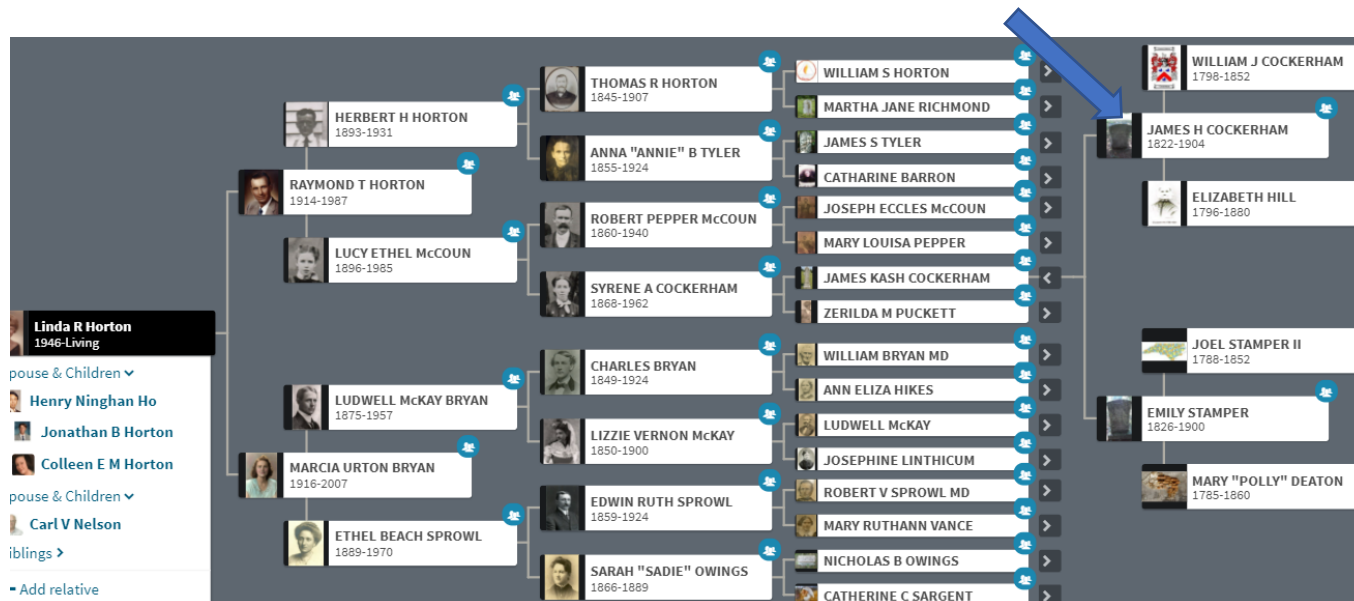 Linda R Horton
1946-Living
pouse & Children
Henry Ninghan Ho
Jonathan B Horton
Colleen E M Horton
pouse & Children
Carl V Nelson
iblings
Add relative
HERBERT H HORTON
1893-1931
RAYMOND T HORTON
1914-1987
LUCY ETHEL McCOUN
1896-1985
LUDWELL McKAY BRYAN
1875-1957
MARCIA URTON BRYAN
1916-2007
ETHEL BEACH SPROWL
1889-1970
THOMAS R HORTON
1845-1907
ANNA "ANNIE" B TYLER
1855-1924
ROBERT PEPPER McCOUN
1860-1940
SYRENE A COCKERHAM
1868-1962
CHARLES BRYAN
1849-1924
LIZZIE VERNON McKAY
1850-1900
EDWIN RUTH SPROWL
1859-1924
SARAH "SADIE" OWINGS
1866-1889
WILLIAM S HORTON
MARTHA JANE RICHMOND
JAMES S TYLER
CATHARINE BARRON
JOSEPH ECCLES McCOUN
MARY LOUISA PEPPER
JAMES KASH COCKERHAM
ZERILDA M PUCKETT
WILLIAM BRYAN MD
ANN ELIZA HIKES
LUDWELL McKAY
JOSEPHINE LINTHICUM
ROBERT V SPROWL MD
MARY RUTHANN VANCE
NICHOLAS B OWINGS
CATHERINE C SARGENT
WILLIAM J COCKERHAM
1798-1852
JAMES H COCKERHAM
1822-1904
ELIZABETH HILL
1796-1880
JOEL STAMPER II
1788-1852
EMILY STAMPER
1826-1900
MARY "POLLY" DEATON
1785-1860